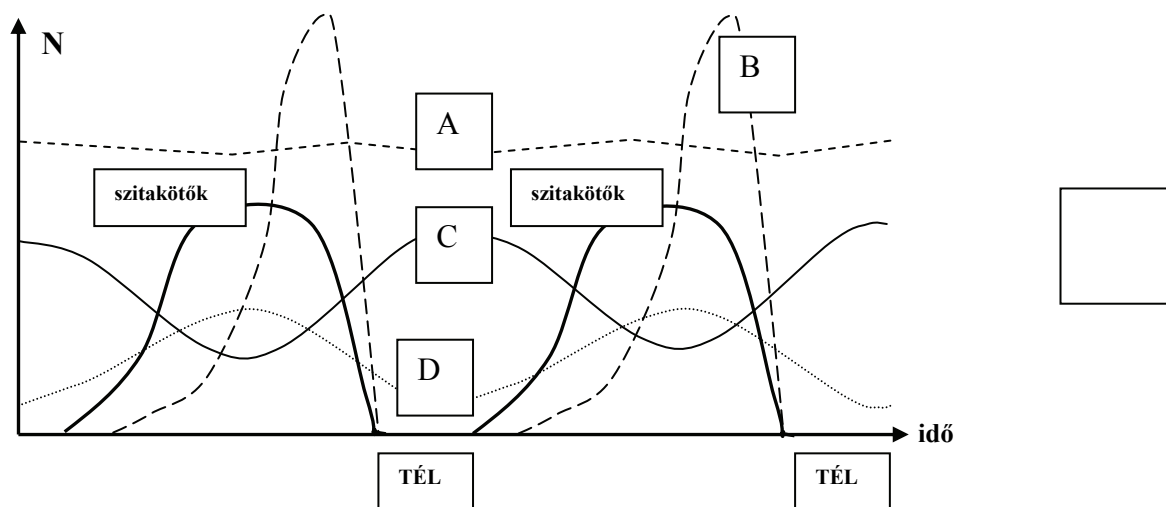 N
B
A
szitakötők
szitakötők
C
D
idő
TÉL
TÉL